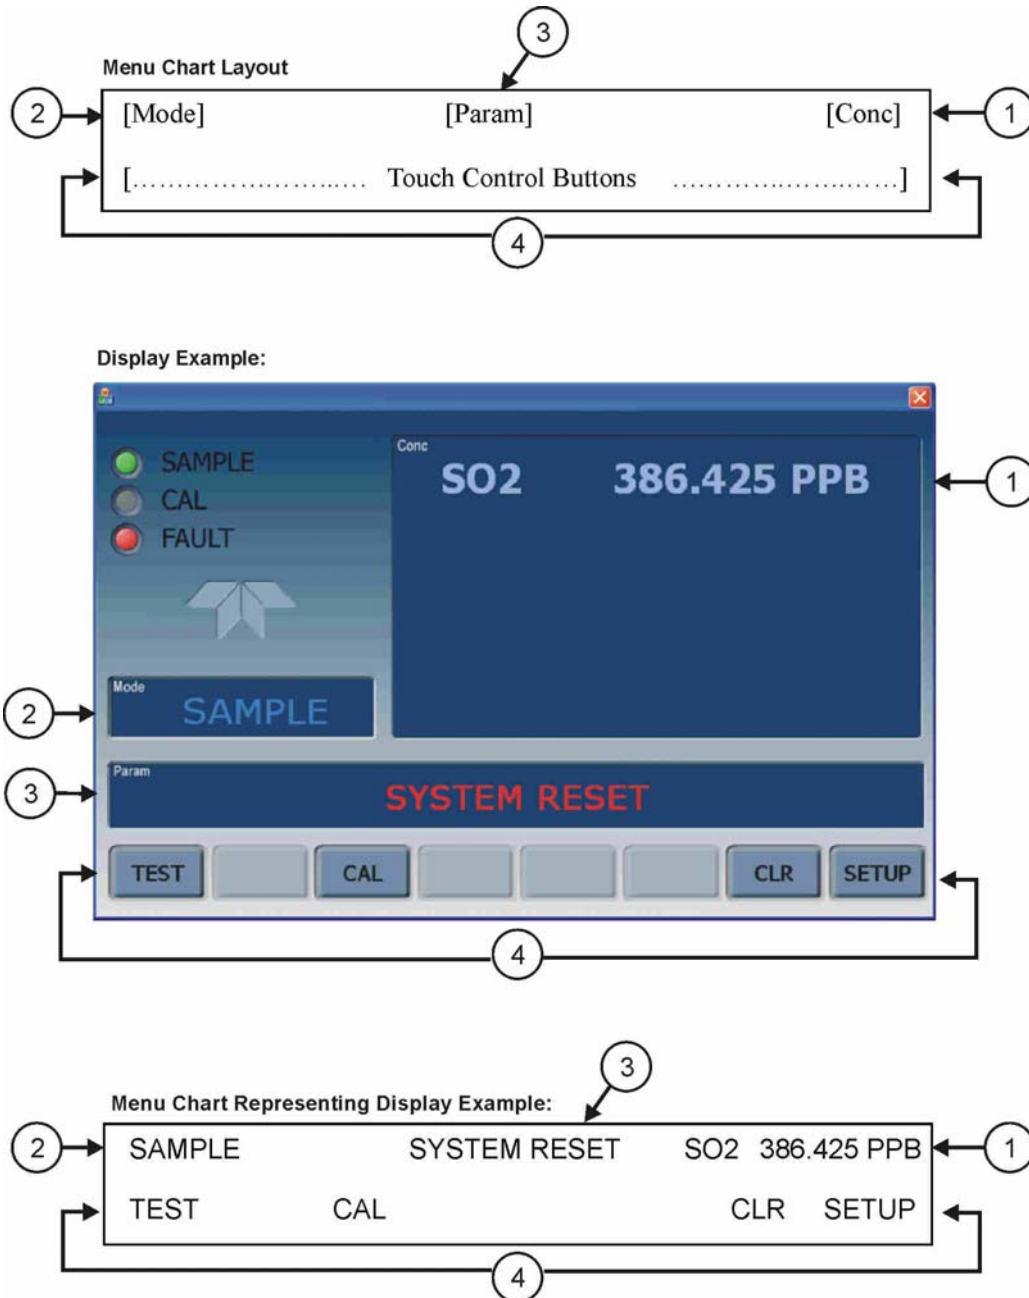 3
Menu Chart Layout
2 [Mode] [Param] [Conc] 1
[........................ Touch Control Buttons ........................]
4
Display Example:
SAMPLE
CAL
FAULT
Conc
SO2 386.425 PPB
1
Mode
2 SAMPLE
Param
3 SYSTEM RESET
TEST CAL CLR SETUP
4
3
Menu Chart Representing Display Example:
2 SAMPLE SYSTEM RESET SO2 386.425 PPB 1
TEST CAL CLR SETUP
4